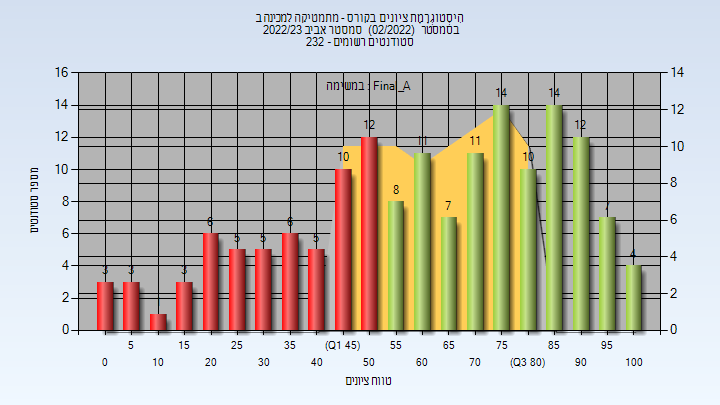 היסטוגרמת ציונים בקורס - מתמטיקה למכינה ב
בסמסטר (02/2022) סמסטר אביב 2022/23
סטודנטים רשומים - 232
במשימה : Final_A
מספר סטודנטים
16 14 12 10 8 6 4 2 0
14 12 10 8 6 4 2 0
3 3 3 6 5 5 6 5 10 12 8 11 7 11 14 10 14 12 7 4
5 15 25 35 (Q1 45) 55 65 75 85 95
0 10 20 30 40 50 60 70 (Q3 80) 90 100
טווח ציונים